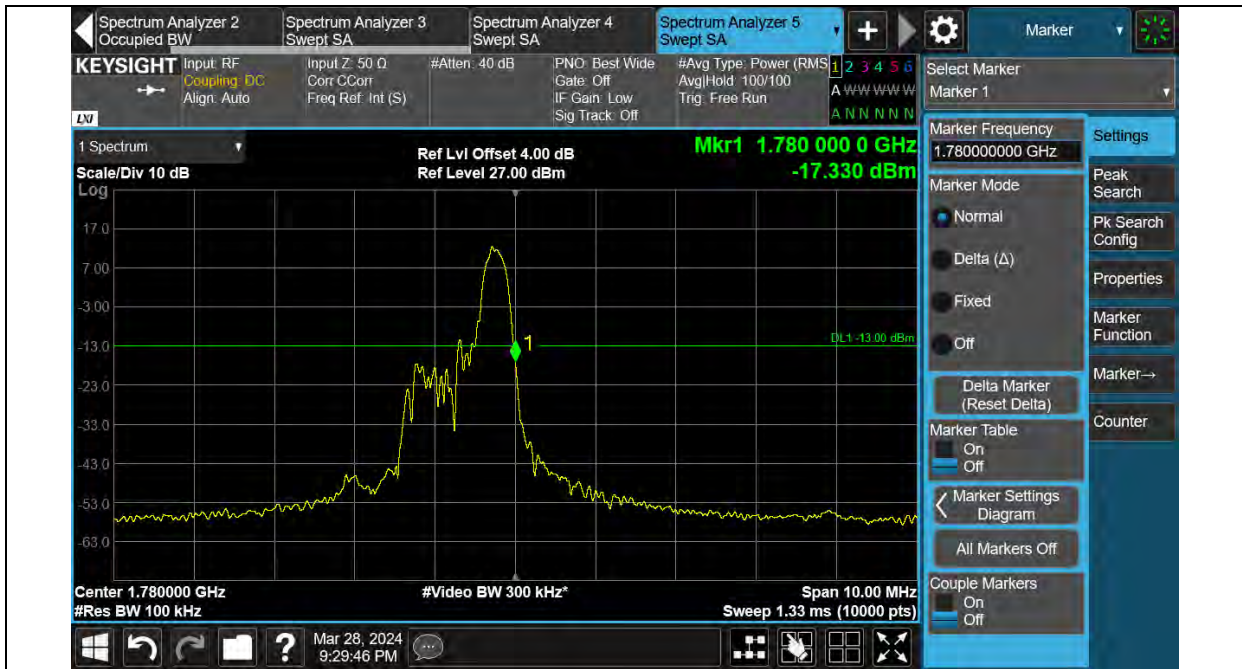 Spectrum Analyzer 2
Occupied BW
Spectrum Analyzer 3
Swept SA
Spectrum Analyzer 4
Swept SA
Spectrum Analyzer 5
Swept SA
+
Marker
KEYSIGHT
LXI
Input: RF
Coupling: DC
Align: Auto
Input Z: 50 Ω
Corr CCorr
Freq Ref: Int (S)
#Atten: 40 dB
PNO: Best Wide
Gate: Off
IF Gain: Low
Sig Track: Off
#Avg Type: Power (RMS
Avg|Hold: 100/100
Trig: Free Run
1 2 3 4 5 6
A W W W W W
A N N N N N
Select Marker
Marker 1
1 Spectrum
Scale/Div 10 dB
Log
Ref Lvl Offset 4.00 dB
Ref Level 27.00 dBm
Mkr1 1.780 000 0 GHz
-17.330 dBm
17.0
7.00
-3.00
-13.0
-23.0
-33.0
-43.0
-53.0
-63.0
1
DL1 -13.00 dBm
Center 1.780000 GHz
#Res BW 100 kHz
#Video BW 300 kHz*
Span 10.00 MHz
Sweep 1.33 ms (10000 pts)
Marker Frequency
1.780000000 GHz
Marker Mode
Normal
Delta (Δ)
Fixed
Off
Delta Marker
(Reset Delta)
Marker Table
On
Off
Marker Settings
Diagram
All Markers Off
Couple Markers
On
Off
Settings
Peak
Search
Pk Search
Config
Properties
Marker
Function
Marker→
Counter
?
Mar 28, 2024
9:29:46 PM